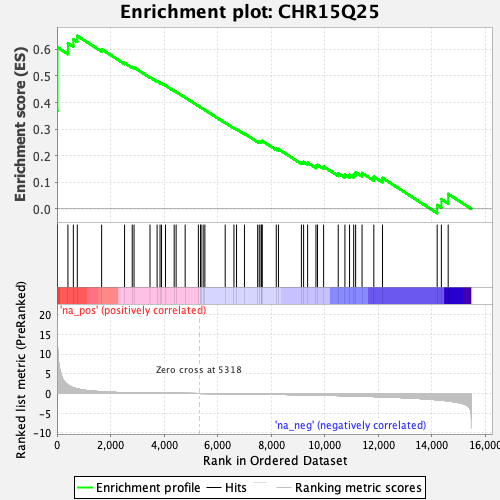 Enrichment plot: CHR15Q25
Enrichment score (ES)
0.6
0.5
0.4
0.3
0.2
0.1
0.0
'na_pos' (positively correlated)
Ranked list metric (PreRanked)
20
15
10
5
0
-5
-10
Zero cross at 5318
'na_neg' (negatively correlated)
0
2,000
4,000
6,000
8,000
10,000
12,000
14,000
16,000
Rank in Ordered Dataset
Enrichment profile
Hits
Ranking metric scores